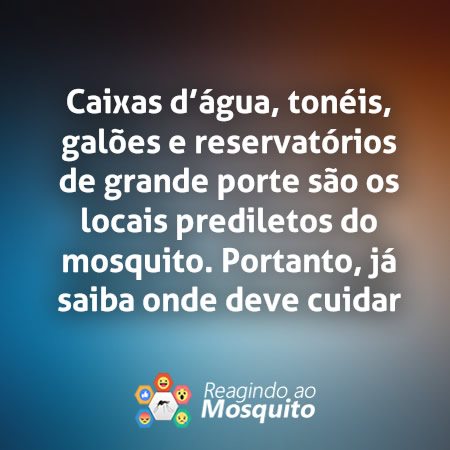 Caixas d’água, tonéis,
galões e reservatórios
de grande porte são os
locais prediletos do
mosquito. Portanto, já
saiba onde deve cuidar
Reagindo ao
Mosquito